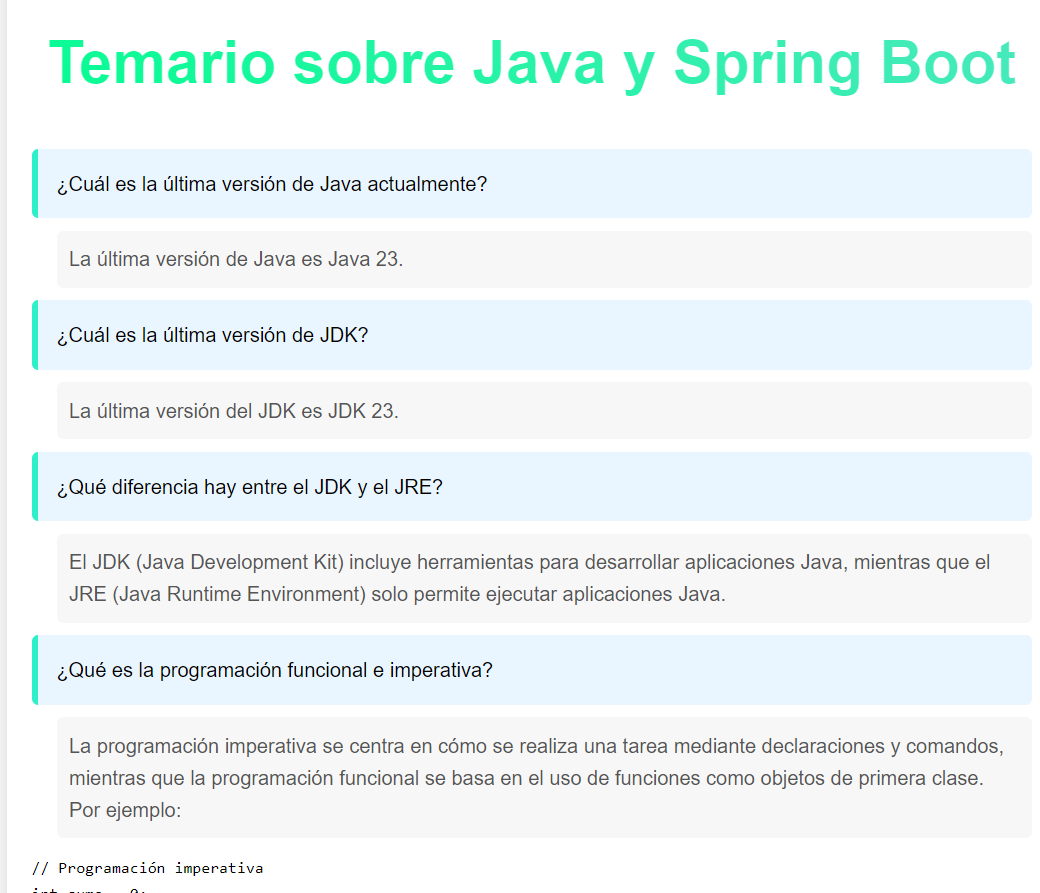 Temario sobre Java y Spring Boot
¿Cuál es la última versión de Java actualmente?
La última versión de Java es Java 23.
¿Cuál es la última versión de JDK?
La última versión del JDK es JDK 23.
¿Qué diferencia hay entre el JDK y el JRE?
El JDK (Java Development Kit) incluye herramientas para desarrollar aplicaciones Java, mientras que el
JRE (Java Runtime Environment) solo permite ejecutar aplicaciones Java.
¿Qué es la programación funcional e imperativa?
La programación imperativa se centra en cómo se realiza una tarea mediante declaraciones y comandos,
mientras que la programación funcional se basa en el uso de funciones como objetos de primera clase.
Por ejemplo:
// Programación imperativa